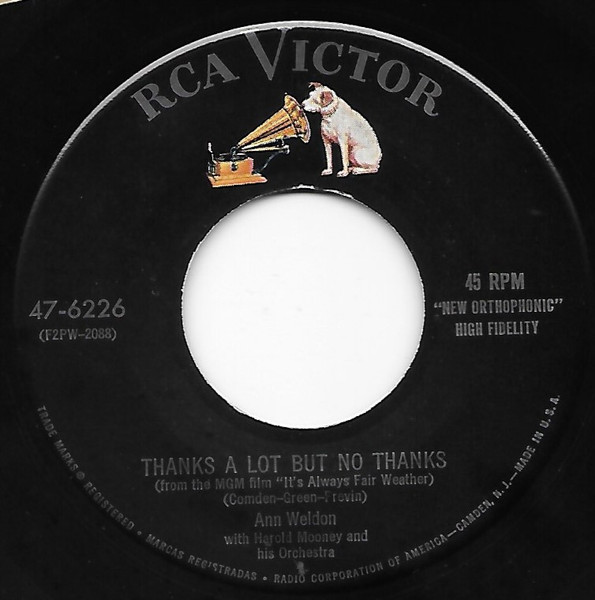 RCA VICTOR
47-6226
(F2PW-2088)
45 RPM
"NEW ORTHOPHONIC"
HIGH FIDELITY
THANKS A LOT BUT NO THANKS
(from the MGM film "It's Always Fair Weather)
(Comden-Green-Previn)
Ann Weldon
with Harold Mooney and
his Orchestra
TRADE MARKS ® REGISTERED • MARCAS REGISTRADAS • RADIO CORPORATION OF AMERICA—CAMDEN, N.J.—MADE IN U.S.A.